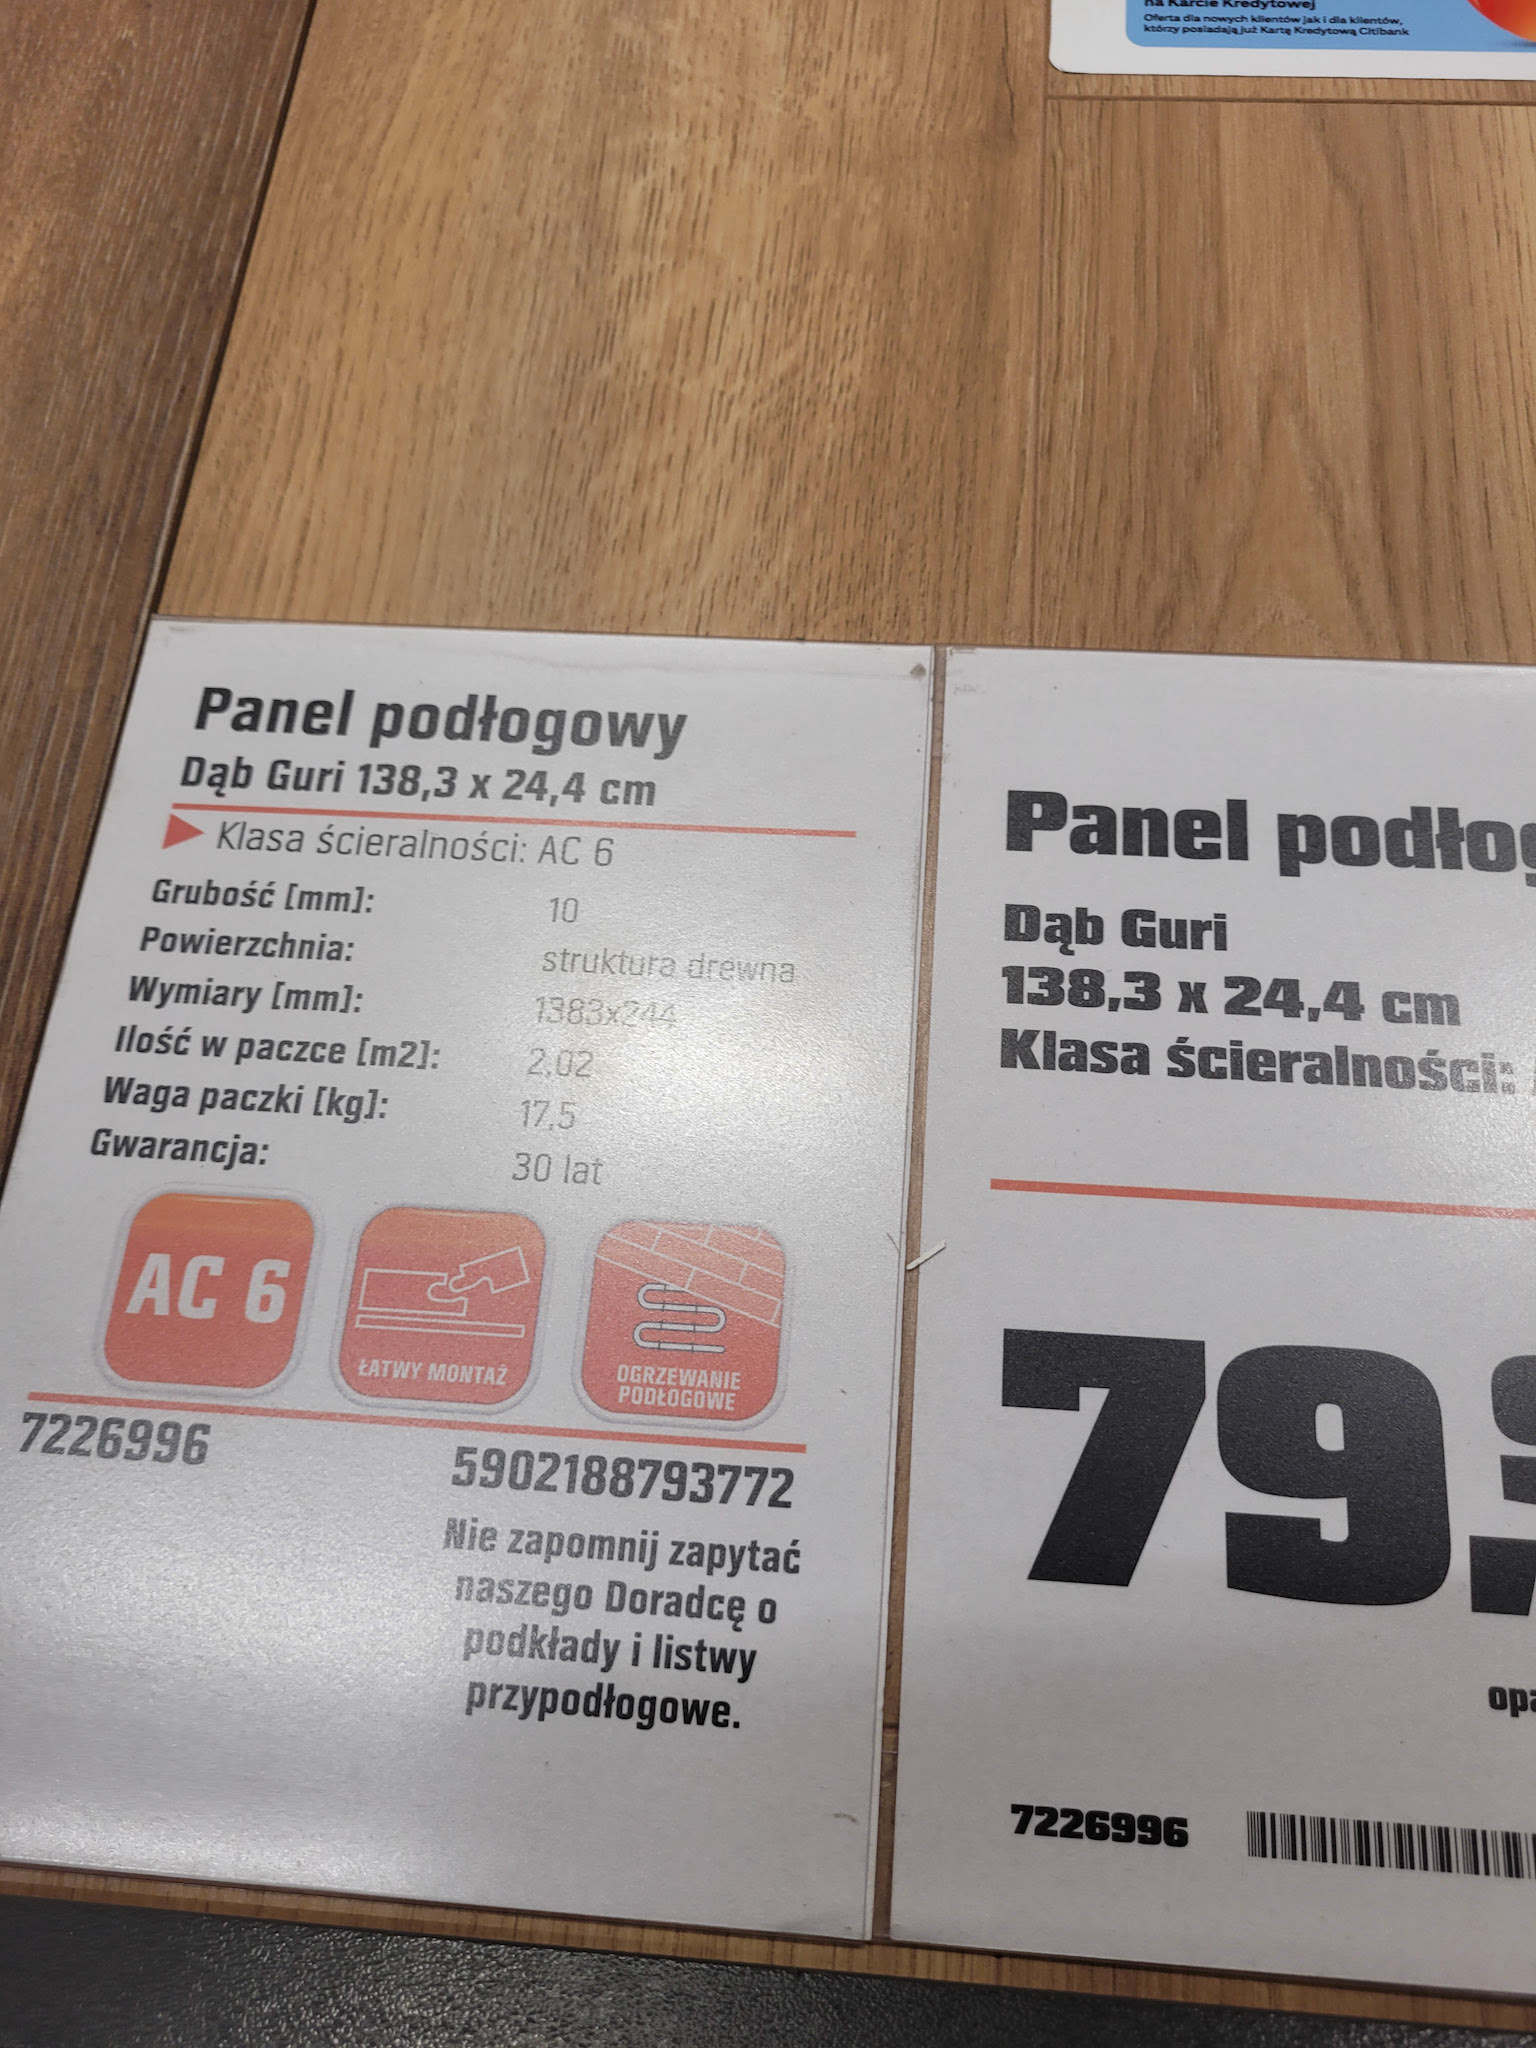 na Karcie Kredytowej
Oferta dla nowych klientów jak i dla klientów,
którzy posiadają już Kartę Kredytową Citibank
Panel podłogowy
Dąb Guri 138,3 x 24,4 cm
Klasa ścieralności: AC 6
Grubość [mm]: 10
Powierzchnia: struktura drewna
Wymiary [mm]: 1383x244
Ilość w paczce [m2]: 2,02
Waga paczki [kg]: 17,5
Gwarancja: 30 lat
AC 6
ŁATWY MONTAŻ
OGRZEWANIE
PODŁOGOWE
7226996 5902188793772
Nie zapomnij zapytać
naszego Doradcę o
podkłady i listwy
przypodłogowe.
Panel podłog
Dąb Guri
138,3 x 24,4 cm
Klasa ścieralności:
79,
opa
7226996